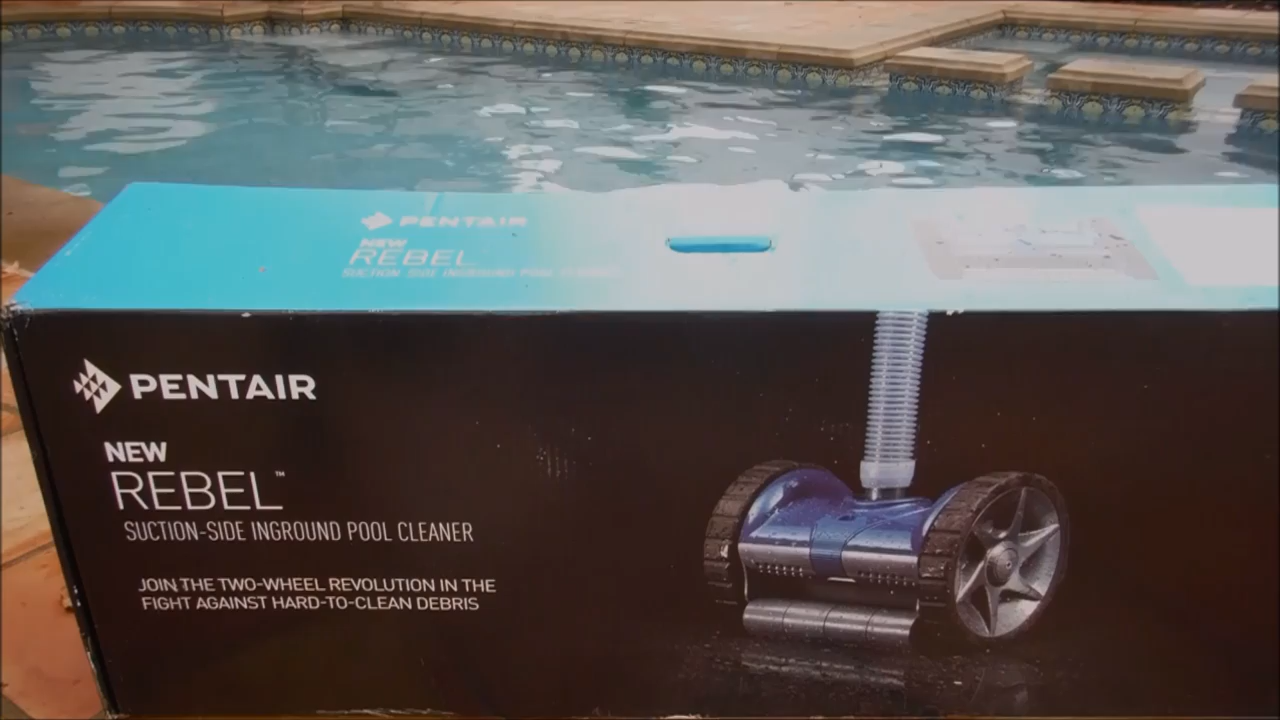 PENTAIR
NEW
REBEL
SUCTION-SIDE INGROUND POOL
PENTAIR
NEW
REBEL™
SUCTION-SIDE INGROUND POOL CLEANER
JOIN THE TWO-WHEEL REVOLUTION IN THE
FIGHT AGAINST HARD-TO-CLEAN DEBRIS